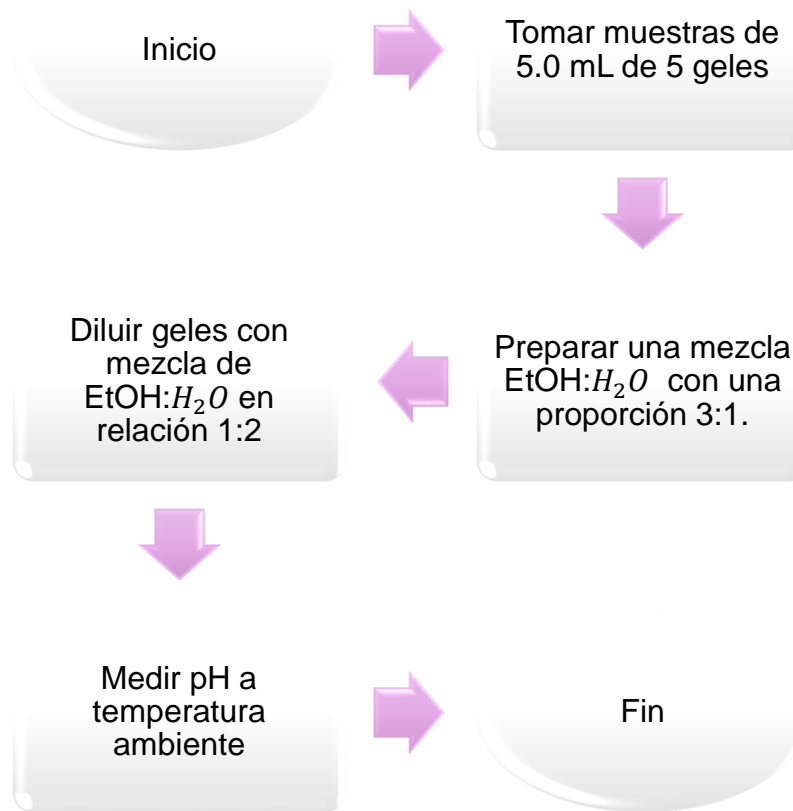 Inicio
Tomar muestras de
5.0 mL de 5 geles
Preparar una mezcla
EtOH:H₂O con una
proporción 3:1.
Diluir geles con
mezcla de
EtOH:H₂O en
relación 1:2
Medir pH a
temperatura
ambiente
Fin